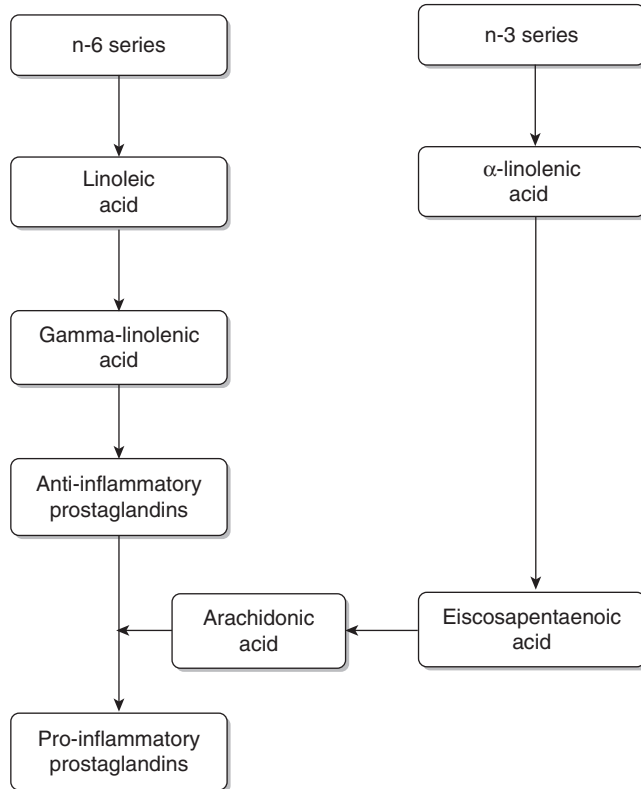 n-6 series
n-3 series
Linoleic
acid
α-linolenic
acid
Gamma-linolenic
acid
Anti-inflammatory
prostaglandins
Arachidonic
acid
Eiscosapentaenoic
acid
Pro-inflammatory
prostaglandins